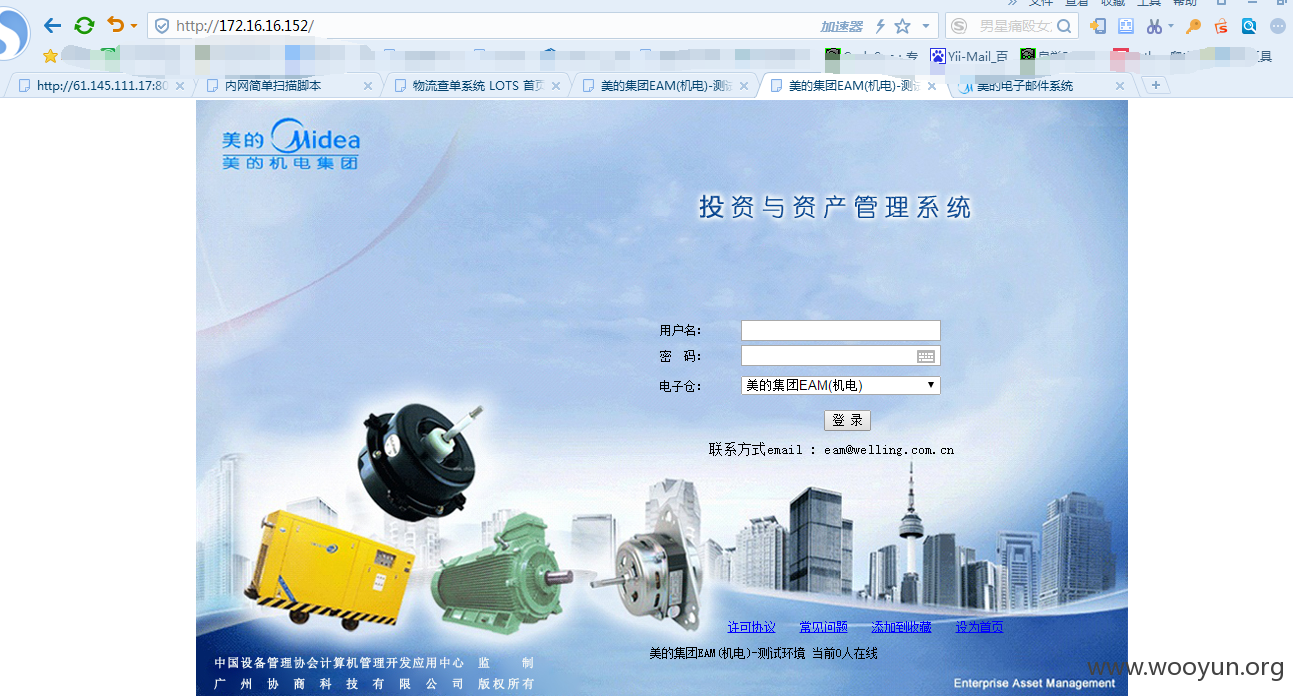 文件 查看 收藏 工具 帮助
http://172.16.16.152/
加速器
男星痛殴女
Yii-Mail_百
http://61.145.111.17:80
内网简单扫描脚本
物流查单系统 LOTS 首页
美的集团EAM(机电)-测试
美的集团EAM(机电)-测试
美的电子邮件系统
美的 Midea
美的机电集团
投资与资产管理系统
用户名:
密 码:
电子仓:
美的集团EAM(机电)
登 录
联系方式email : eam@welling.com.cn
许可协议 常见问题 添加到收藏 设为首页
美的集团EAM(机电)-测试环境 当前0人在线
中国设备管理协会计算机管理开发应用中心 监 制
广州协商科技有限公司 版权所有
Enterprise Asset Management
www.wooyun.org